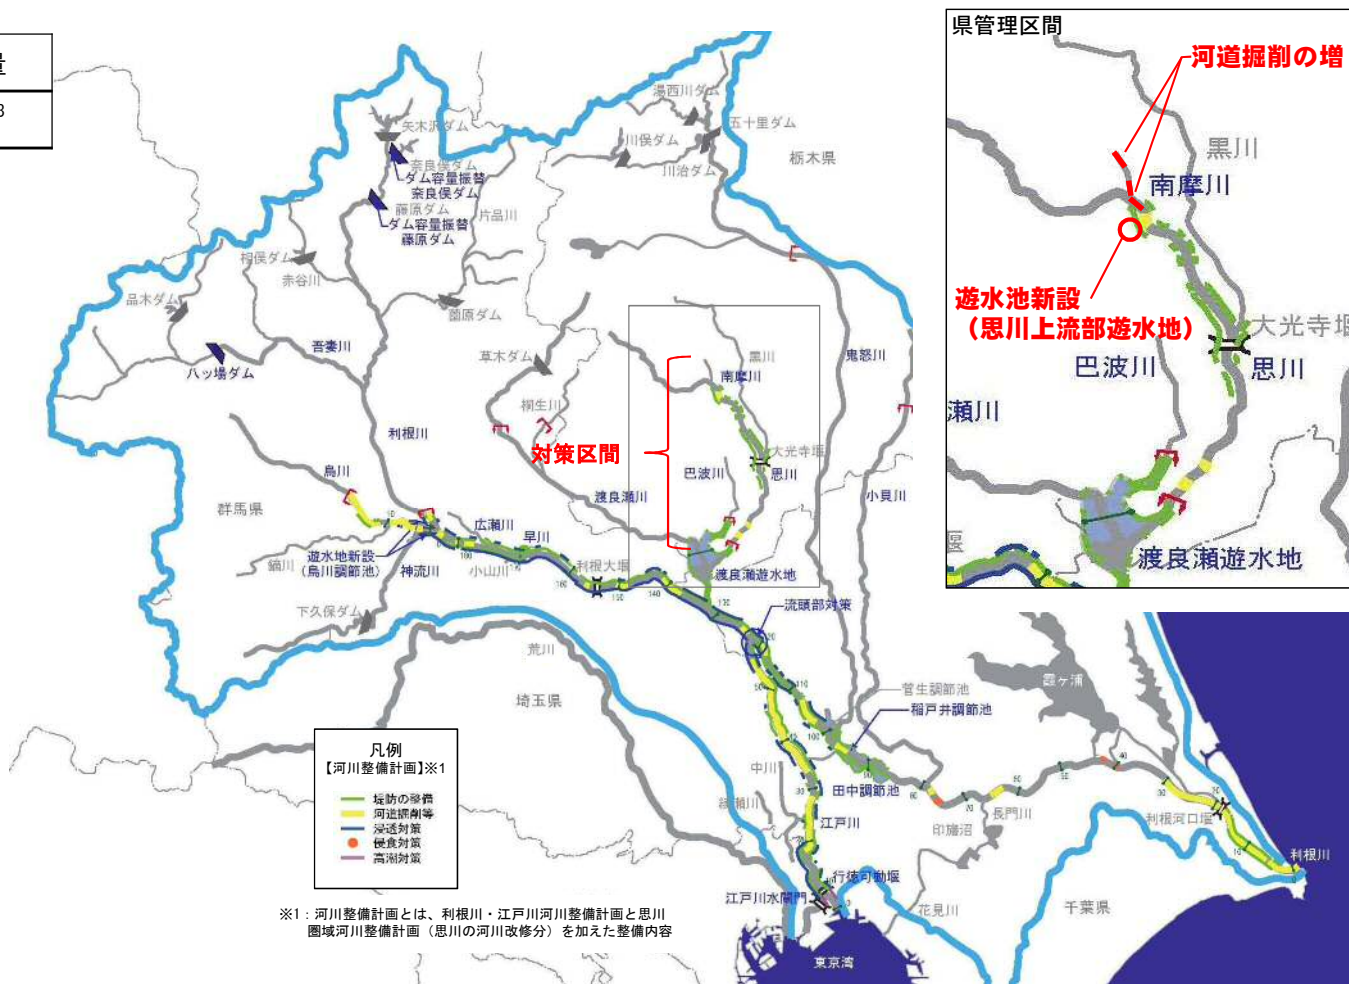 量
3
県管理区間
河道掘削の増
黒川
南摩川
遊水池新設
（思川上流部遊水地）
大光寺堰
巴波川
思川
瀬川
渡良瀬遊水地
堰
湯西川ダム
五十里ダム
川俣ダム
川治ダム
栃木県
矢木沢ダム
奈良俣ダム
ダム容量振替
奈良俣ダム
藤原ダム
ダム容量振替
藤原ダム
片品川
相俣ダム
赤谷川
品木ダム
薗原ダム
吾妻川
八ッ場ダム
草木ダム
黒川
南摩川
鬼怒川
桐生川
利根川
対策区間
大光寺堰
巴波川
思川
烏川
渡良瀬川
小貝川
群馬県
広瀬川
早川
遊水地新設
（烏川調節池）
神流川
小山川
利根大堰
鏑川
渡良瀬遊水地
下久保ダム
流頭部対策
荒川
埼玉県
菅生調節池
稲戸井調節池
霞ヶ浦
凡例
【河川整備計画】※1
堤防の整備
河道掘削等
浸透対策
侵食対策
高潮対策
中川
綾瀬川
田中調節池
江戸川
印旛沼
長門川
利根河口堰
利根川
行徳可動堰
江戸川水閘門
花見川
千葉県
東京湾
※1：河川整備計画とは、利根川・江戸川河川整備計画と思川
圏域河川整備計画（思川の河川改修分）を加えた整備内容